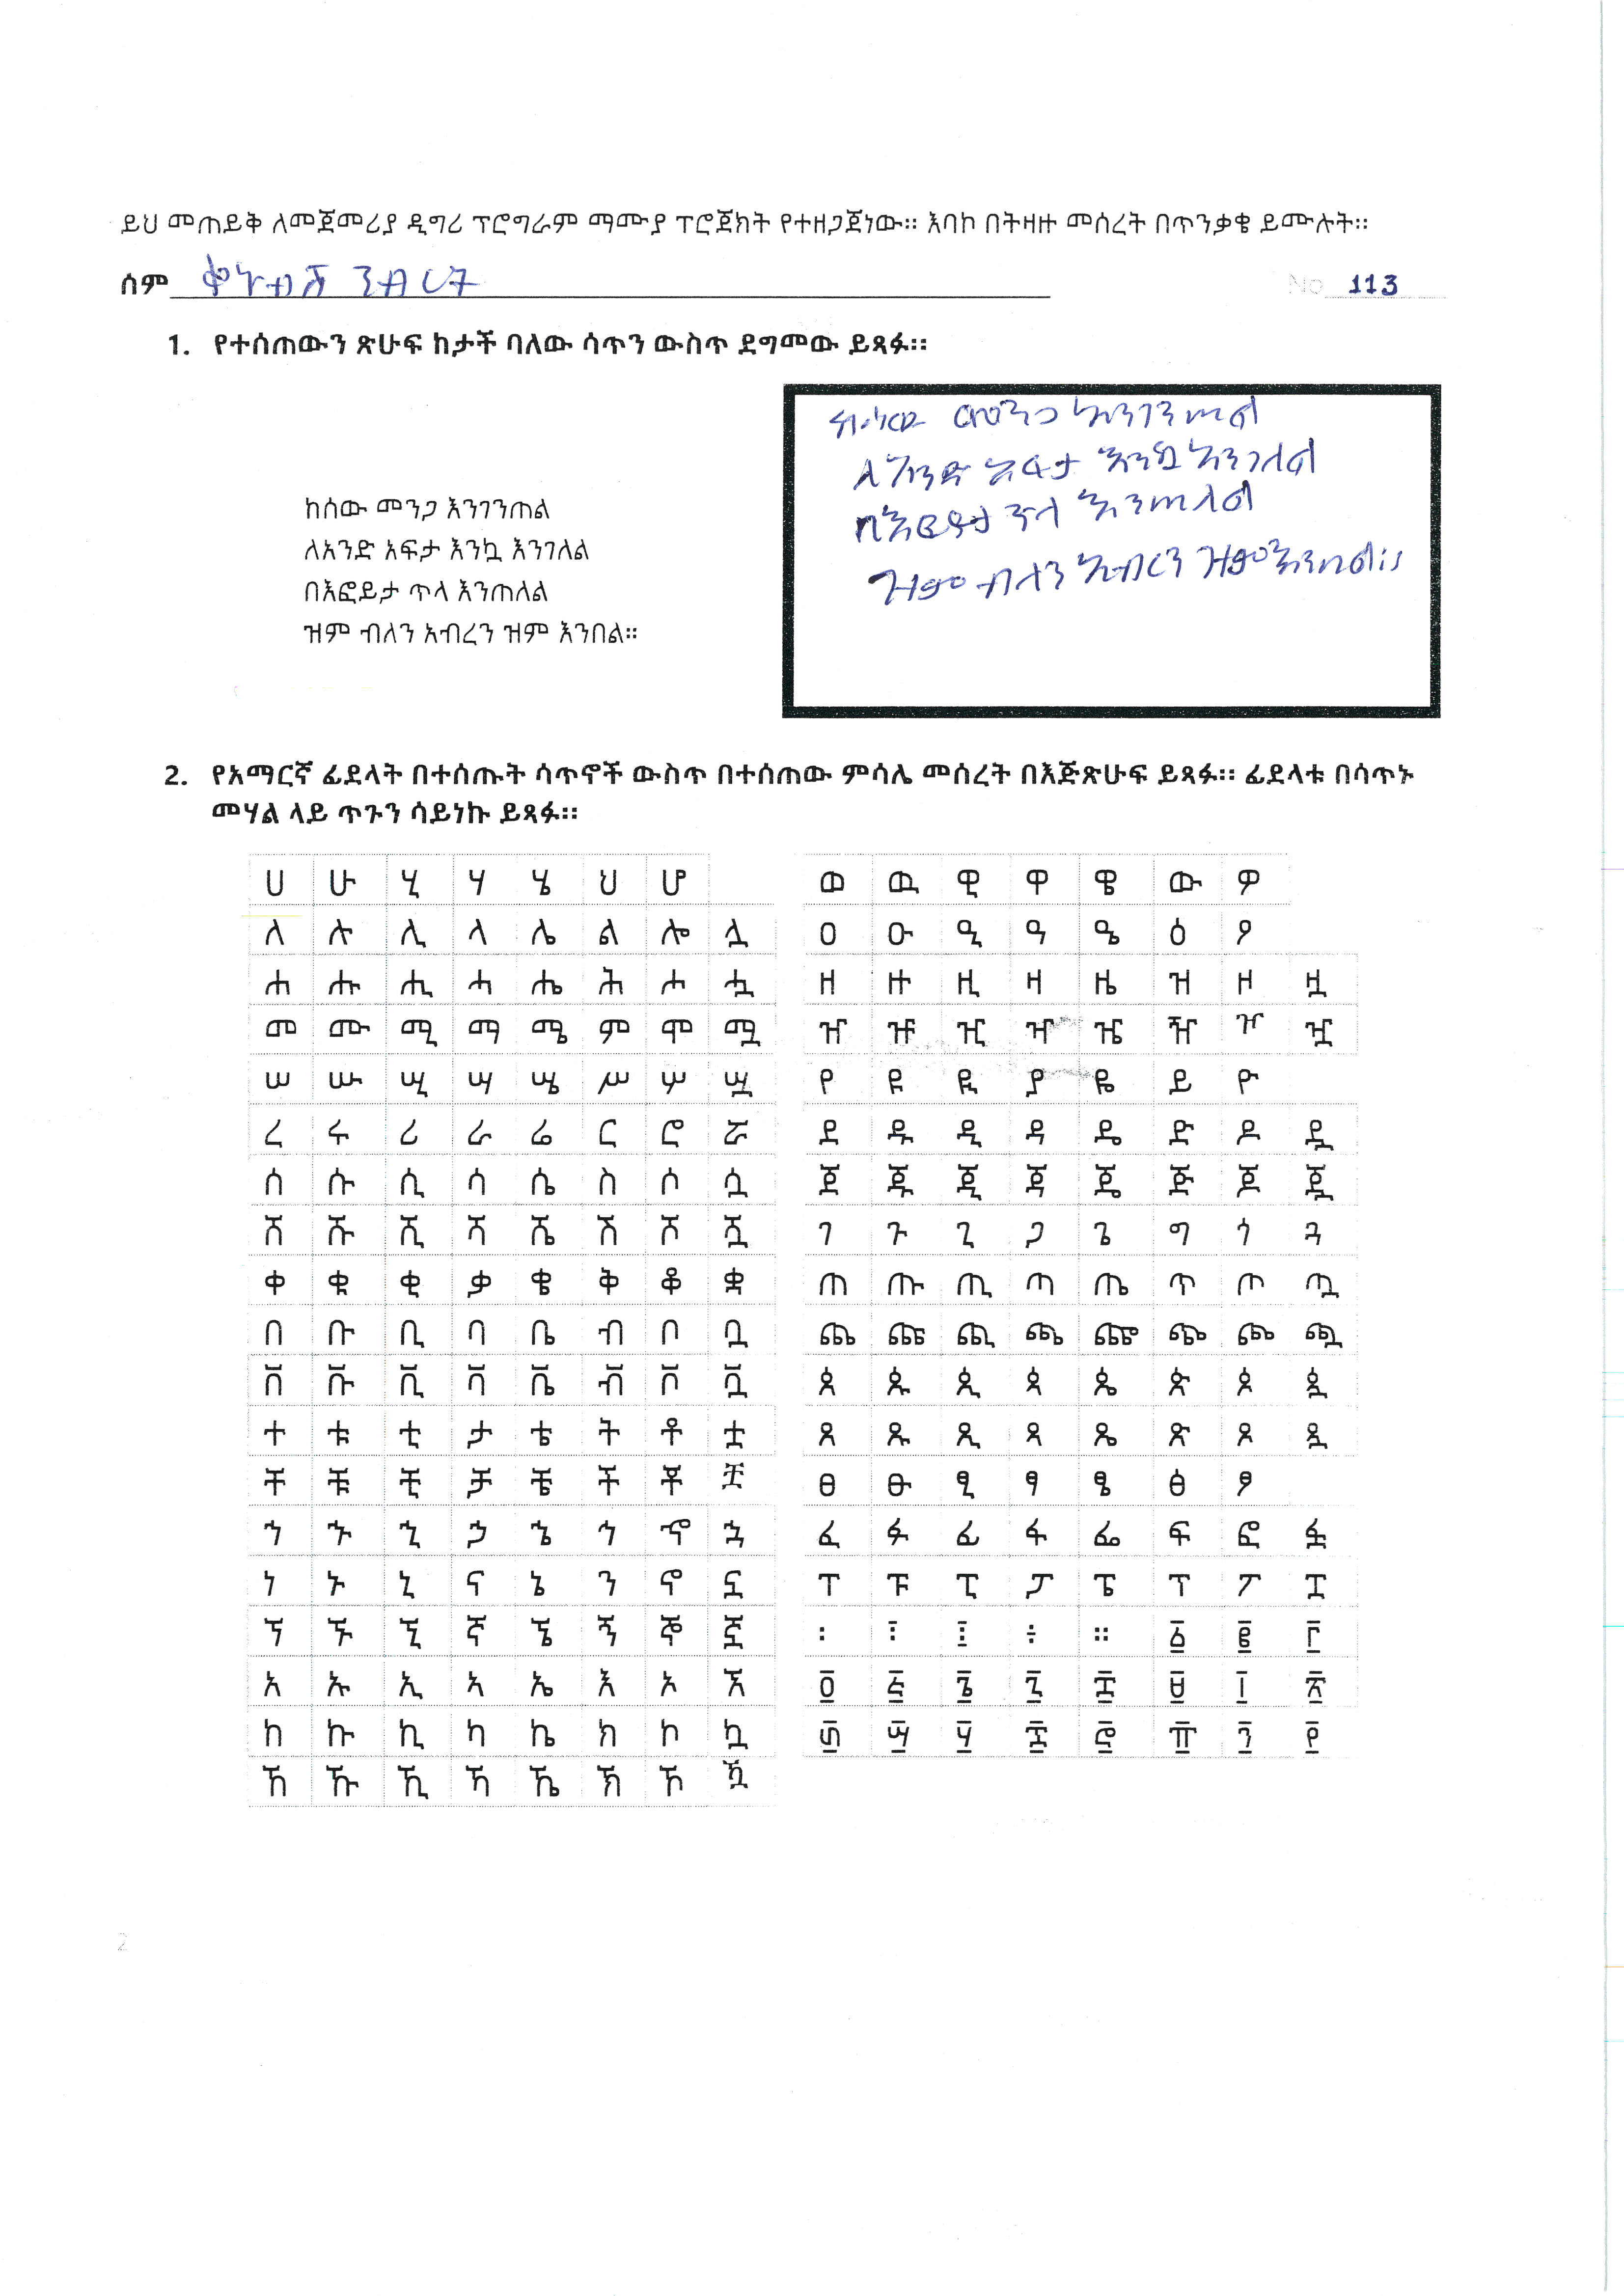 ይህ መጠይቅ ለመጀመሪያ ዲግሪ ፕሮግራም ማሙያ ፕሮጀክት የተዘጋጀነው። እባኮ በትዛዙ መሰረት በጥንቃቄ ይሙሉት።
ስም ንብረት No 113
1. የተሰጠውን ጽሁፍ ከታች ባለው ሳጥን ውስጥ ደግመው ይጻፉ።
ከሰው መንጋ እንገንጠል
ለአንድ አፍታ እንኳ እንገለል
በእፎይታ ጥላ እንጠለል
ዝም ብለን አብረን ዝም እንበል።
ከሰው መንጋ እንገንጠል
ለአንድ አፍታ እንኳ እንገለል
በእፎይታ ጥላ እንጠለል
ዝም ብለን አብረን ዝም እንበል።
2. የአማርኛ ፊደላት በተሰጡት ሳጥኖች ውስጥ በተሰጠው ምሳሌ መሰረት በእጅጽሁፍ ይጻፉ። ፊደላቱ በሳጥኑ
መሃል ላይ ጥጉን ሳይነኩ ይጻፉ።
ሀ ሁ ሂ ሃ ሄ ህ ሆ
ለ ሉ ሊ ላ ሌ ል ሎ ሏ
ሐ ሑ ሒ ሓ ሔ ሕ ሖ ሗ
መ ሙ ሚ ማ ሜ ም ሞ ሟ
ሠ ሡ ሢ ሣ ሤ ሥ ሦ ሧ
ረ ሩ ሪ ራ ሬ ር ሮ ሯ
ሰ ሱ ሲ ሳ ሴ ስ ሶ ሷ
ሸ ሹ ሺ ሻ ሼ ሽ ሾ ሿ
ቀ ቁ ቂ ቃ ቄ ቅ ቆ ቋ
በ ቡ ቢ ባ ቤ ብ ቦ ቧ
ቨ ቩ ቪ ቫ ቬ ቭ ቮ ቯ
ተ ቱ ቲ ታ ቴ ት ቶ ቷ
ቸ ቹ ቺ ቻ ቼ ች ቾ ቿ
ኀ ኁ ኂ ኃ ኄ ኅ ኆ ኋ
ነ ኑ ኒ ና ኔ ን ኖ ኗ
ኘ ኙ ኚ ኛ ኜ ኝ ኞ ኟ
አ ኡ ኢ ኣ ኤ እ ኦ ኧ
ከ ኩ ኪ ካ ኬ ክ ኮ ኳ
ኸ ኹ ኺ ኻ ኼ ኽ ኾ ዃ
ወ ዉ ዊ ዋ ዌ ው ዎ
ዐ ዑ ዒ ዓ ዔ ዕ ዖ
ዘ ዙ ዚ ዛ ዜ ዝ ዞ ዟ
ዠ ዡ ዢ ዣ ዤ ዥ ዦ ዧ
የ ዩ ዪ ያ ዬ ይ ዮ
ደ ዱ ዲ ዳ ዴ ድ ዶ ዷ
ጀ ጁ ጂ ጃ ጄ ጅ ጆ ጇ
ገ ጉ ጊ ጋ ጌ ግ ጎ ጓ
ጠ ጡ ጢ ጣ ጤ ጥ ጦ ጧ
ጨ ጩ ጪ ጫ ጬ ጭ ጮ ጯ
ጰ ጱ ጲ ጳ ጴ ጵ ጶ ጷ
ጸ ጹ ጺ ጻ ጼ ጽ ጾ ጿ
ፀ ፁ ፂ ፃ ፄ ፅ ፆ
ፈ ፉ ፊ ፋ ፌ ፍ ፎ ፏ
ፐ ፑ ፒ ፓ ፔ ፕ ፖ ፗ
፡ ፣ ፤ ÷ ። ፩ ፪ ፫
፬ ፭ ፮ ፯ ፰ ፱ ፲ ፳
፴ ፵ ፶ ፷ ፸ ፹ ፺ ፻
2